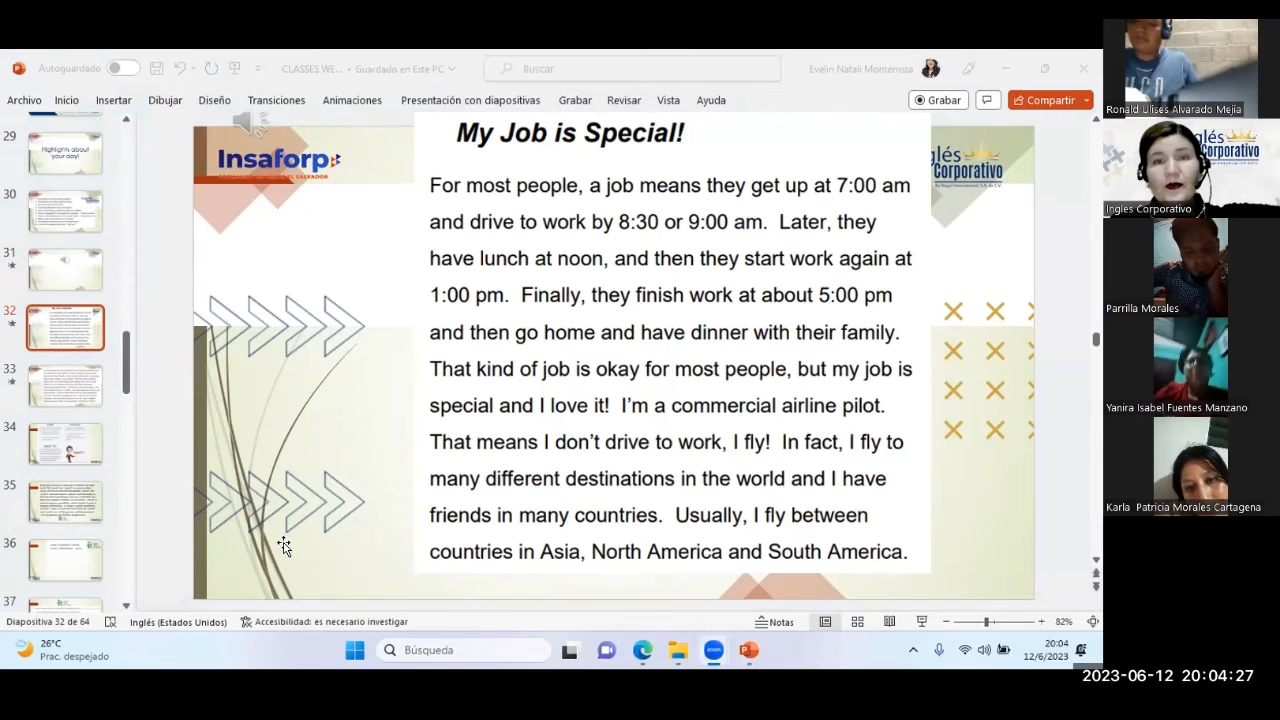 Autoguardado
CLASSES WE... • Guardado en Este PC
Buscar
Evelin Natali Monterroza
Archivo Inicio Insertar Dibujar Diseño Transiciones Animaciones Presentación con diapositivas Grabar Revisar Vista Ayuda
Grabar
Compartir
29
Highlights about
your day!
30
31
32
33
34
35
36
37
Insaforp
My Job is Special!
For most people, a job means they get up at 7:00 am
and drive to work by 8:30 or 9:00 am. Later, they
have lunch at noon, and then they start work again at
1:00 pm. Finally, they finish work at about 5:00 pm
and then go home and have dinner with their family.
That kind of job is okay for most people, but my job is
special and I love it! I'm a commercial airline pilot.
That means I don't drive to work, I fly! In fact, I fly to
many different destinations in the world and I have
friends in many countries. Usually, I fly between
countries in Asia, North America and South America.
glés
Corporativo
Ronald Ulises Alvarado Mejia
Inglés
Corporativo
Ingles Corporativo
Parrilla Morales
Yanira Isabel Fuentes Manzano
Karla Patricia Morales Cartagena
Diapositiva 32 de 64
Inglés (Estados Unidos)
Accesibilidad: es necesario investigar
Notas
82%
26°C
Prac. despejado
Búsqueda
zoom
20:04
12/6/2023
2023-06-12 20:04:27